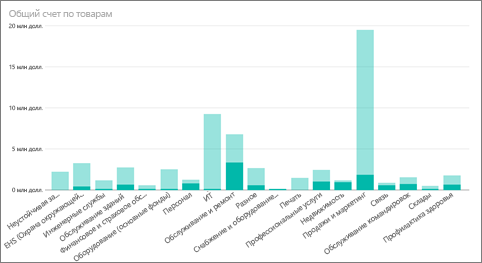 Общий счет по товарам
20 млн долл.
15 млн долл.
10 млн долл.
5 млн долл.
0 млн долл.
Неустойчивая за...
EHS (Охрана окружающей...
Инженерные службы
Обслуживание зданий
Финансовое и страховое обс...
Оборудование (основные фонды)
Персонал
ИТ
Обслуживание и ремонт
Разное
Снабжение и оборудование...
Печать
Профессиональные услуги
Недвижимость
Продажи и маркетинг
Связь
Обслуживание командировок
Склады
Профилактика здоровья